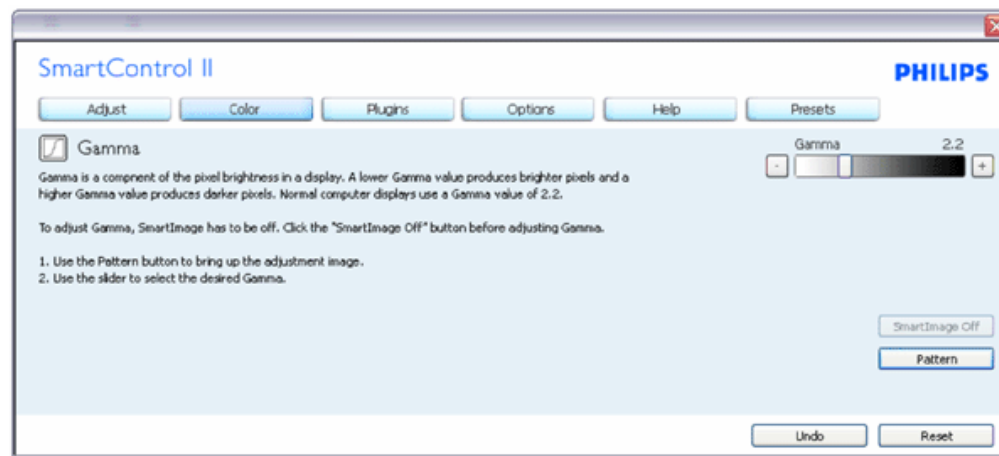 SmartControl II
PHILIPS
Adjust Color Plugins Options Help Presets
Gamma
Gamma 2.2
- +
Gamma is a compnent of the pixel brightness in a display. A lower Gamma value produces brighter pixels and a
higher Gamma value produces darker pixels. Normal computer displays use a Gamma value of 2.2.
To adjust Gamma, SmartImage has to be off. Click the "SmartImage Off" button before adjusting Gamma.
1. Use the Pattern button to bring up the adjustment image.
2. Use the slider to select the desired Gamma.
SmartImage Off
Pattern
Undo Reset